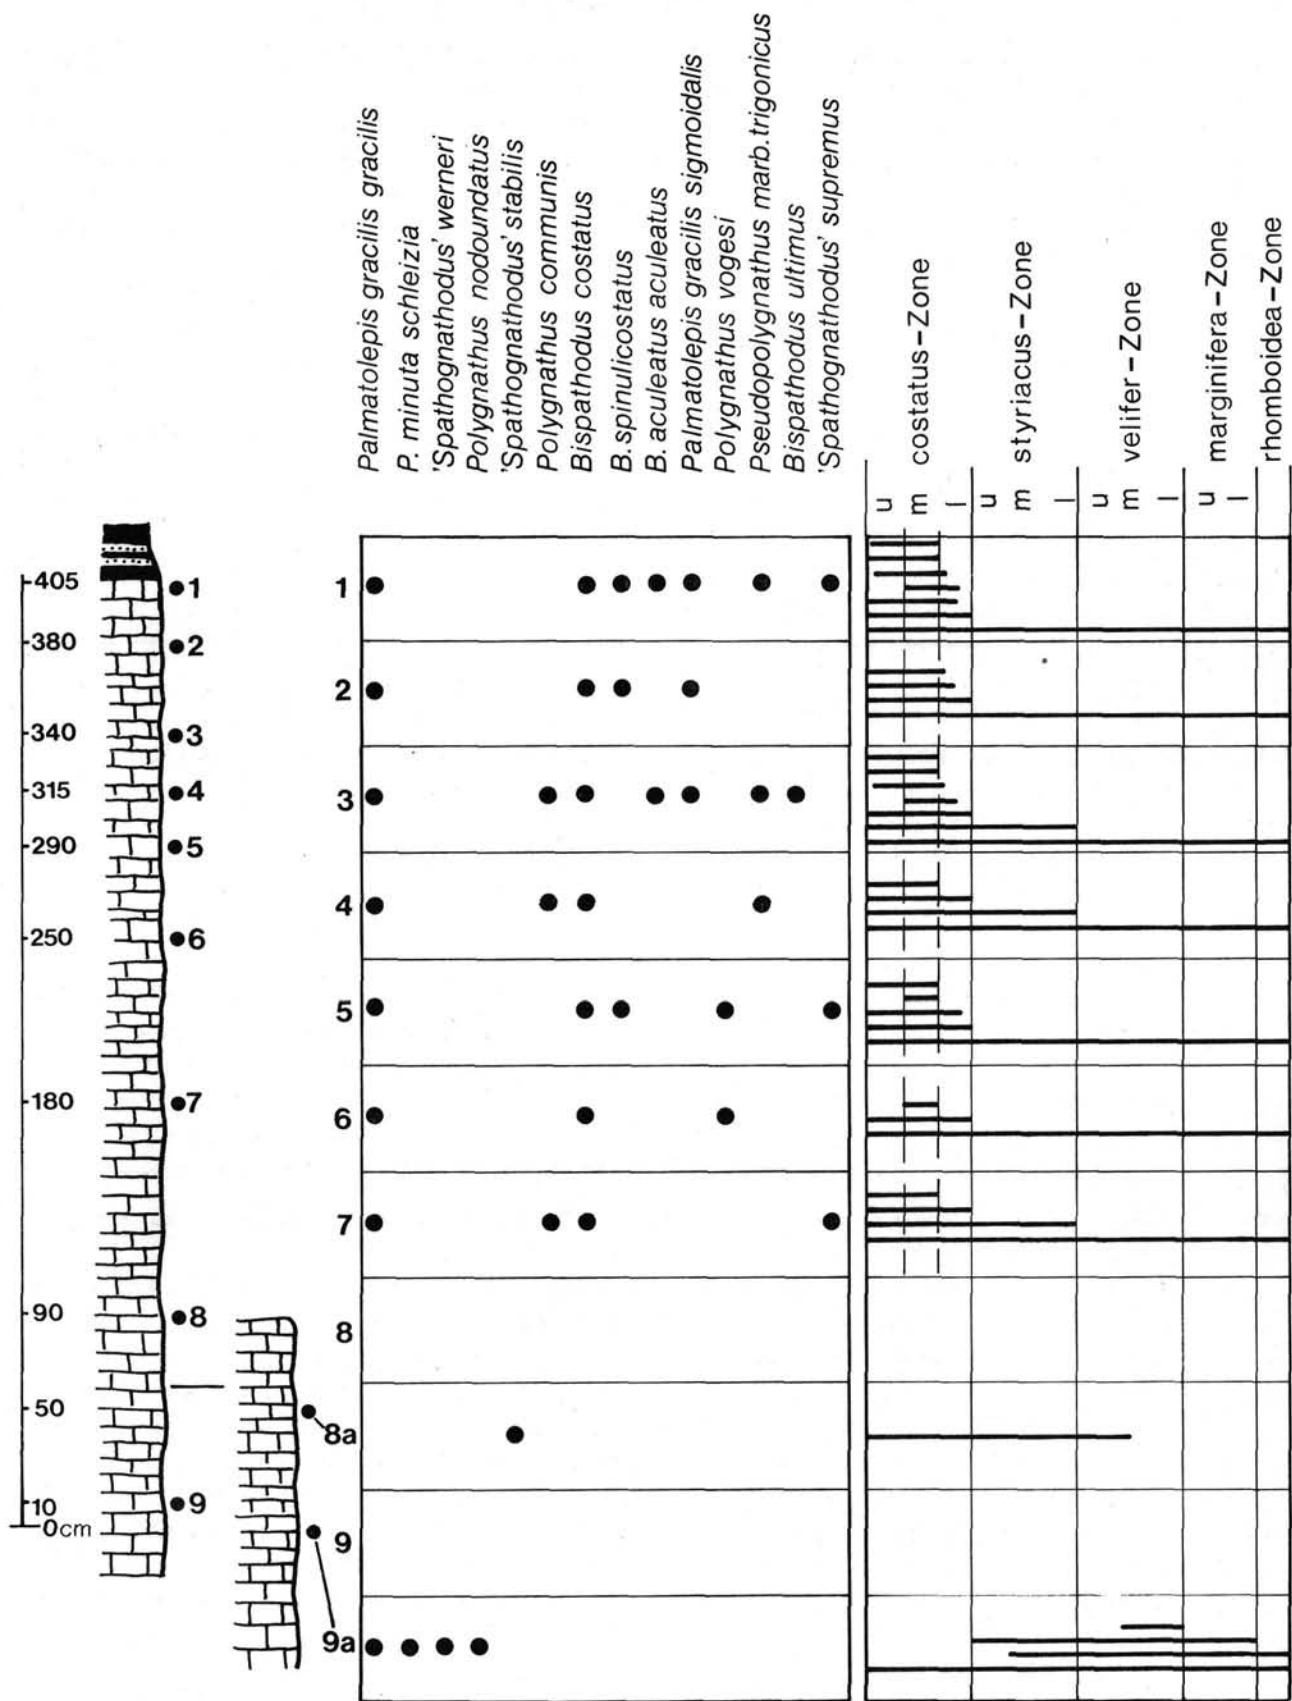 Palmatolepis gracilis gracilis
P. minuta schleizia
'Spathognathodus' werneri
Polygnathus nodoundatus
'Spathognathodus' stabilis
Polygnathus communis
Bispathodus costatus
B. spinulicostatus
B. aculeatus aculeatus
Palmatolepis gracilis sigmoidalis
Polygnathus vogesi
Pseudopolygnathus marb. trigonicus
Bispathodus ultimus
'Spathognathodus' supremus
costatus-Zone
styriacus-Zone
velifer-Zone
marginifera-Zone
rhomboidea-Zone
u m l u m l u m l u l
405 1 1
380 2 2
340 3 3
315 4 4
290 5 5
250 6 6
180 7 7
90 8 8
50 8a
10 9 9
0cm
9a